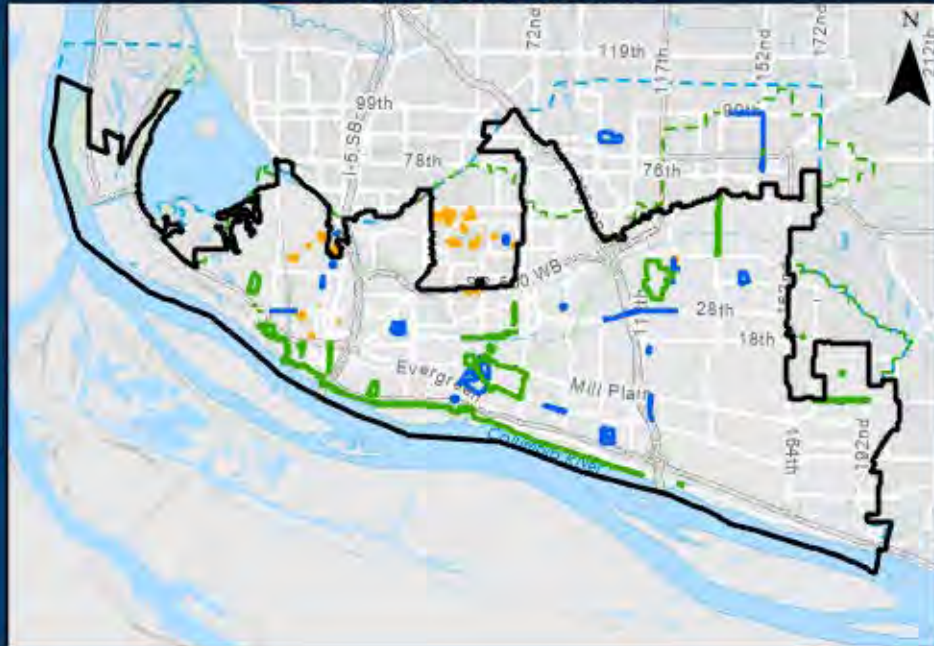 N
72nd
119th
117th
152nd
172nd
212th
99th
99th
I-5 SB
78th
76th
WB
28th
18th
Evergreen
Mill Plain
Columbia River
164th
192nd